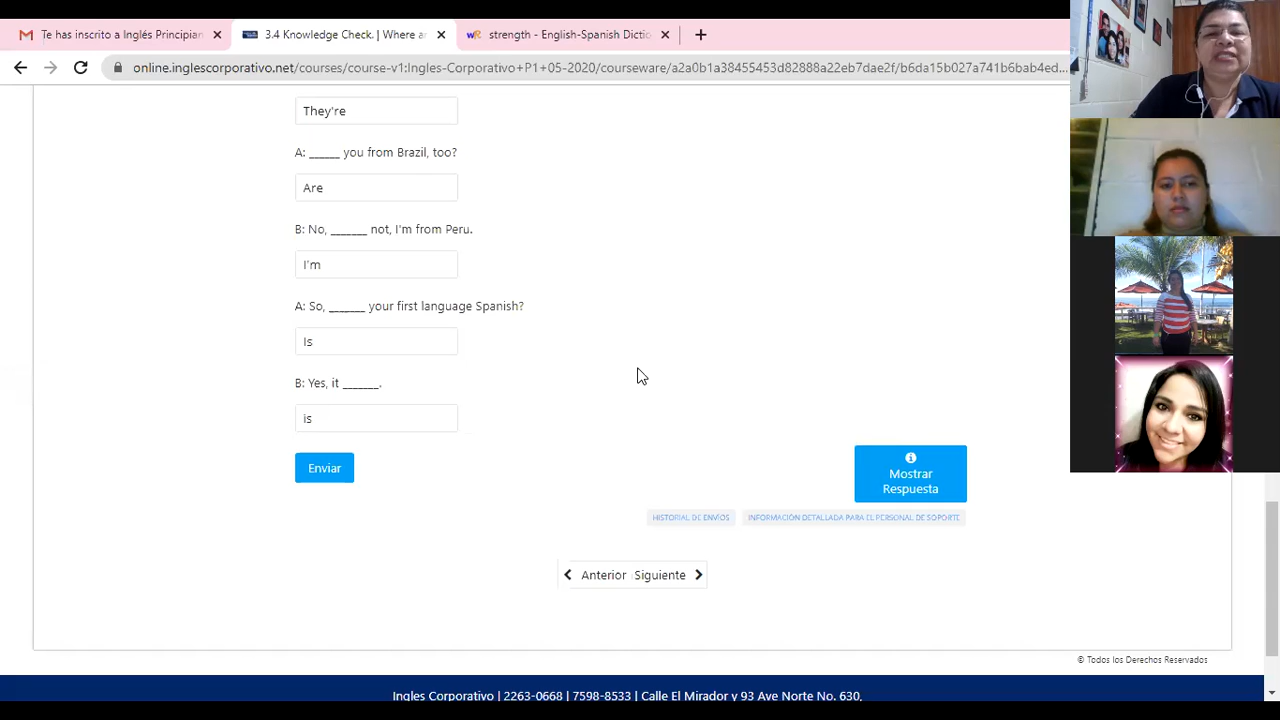 Te has inscrito a Inglés Principian
3.4 Knowledge Check. | Where ar
strength - English-Spanish Dictio
online.inglescorporativo.net/courses/course-v1:Ingles-Corporativo+P1+05-2020/courseware/a2a0b1a38455453d82888a22eb7dae2f/b6da15b027a741b6bab4ed...
They're
A: ______ you from Brazil, too?
Are
B: No, _______ not, I'm from Peru.
I'm
A: So, _______ your first language Spanish?
Is
B: Yes, it _______.
is
Enviar
Mostrar
Respuesta
HISTORIAL DE ENVÍOS
INFORMACIÓN DETALLADA PARA EL PERSONAL DE SOPORTE
Anterior Siguiente
© Todos los Derechos Reservados
Ingles Corporativo | 2263-0668 | 7598-8533 | Calle El Mirador y 93 Ave Norte No. 630,